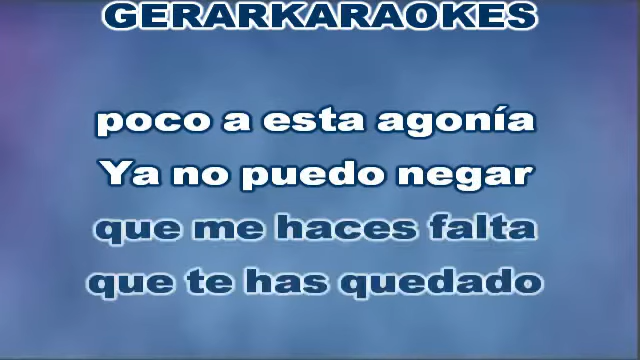 GERARKARAOKES
poco a esta agonía
Ya no puedo negar
que me haces falta
que te has quedado